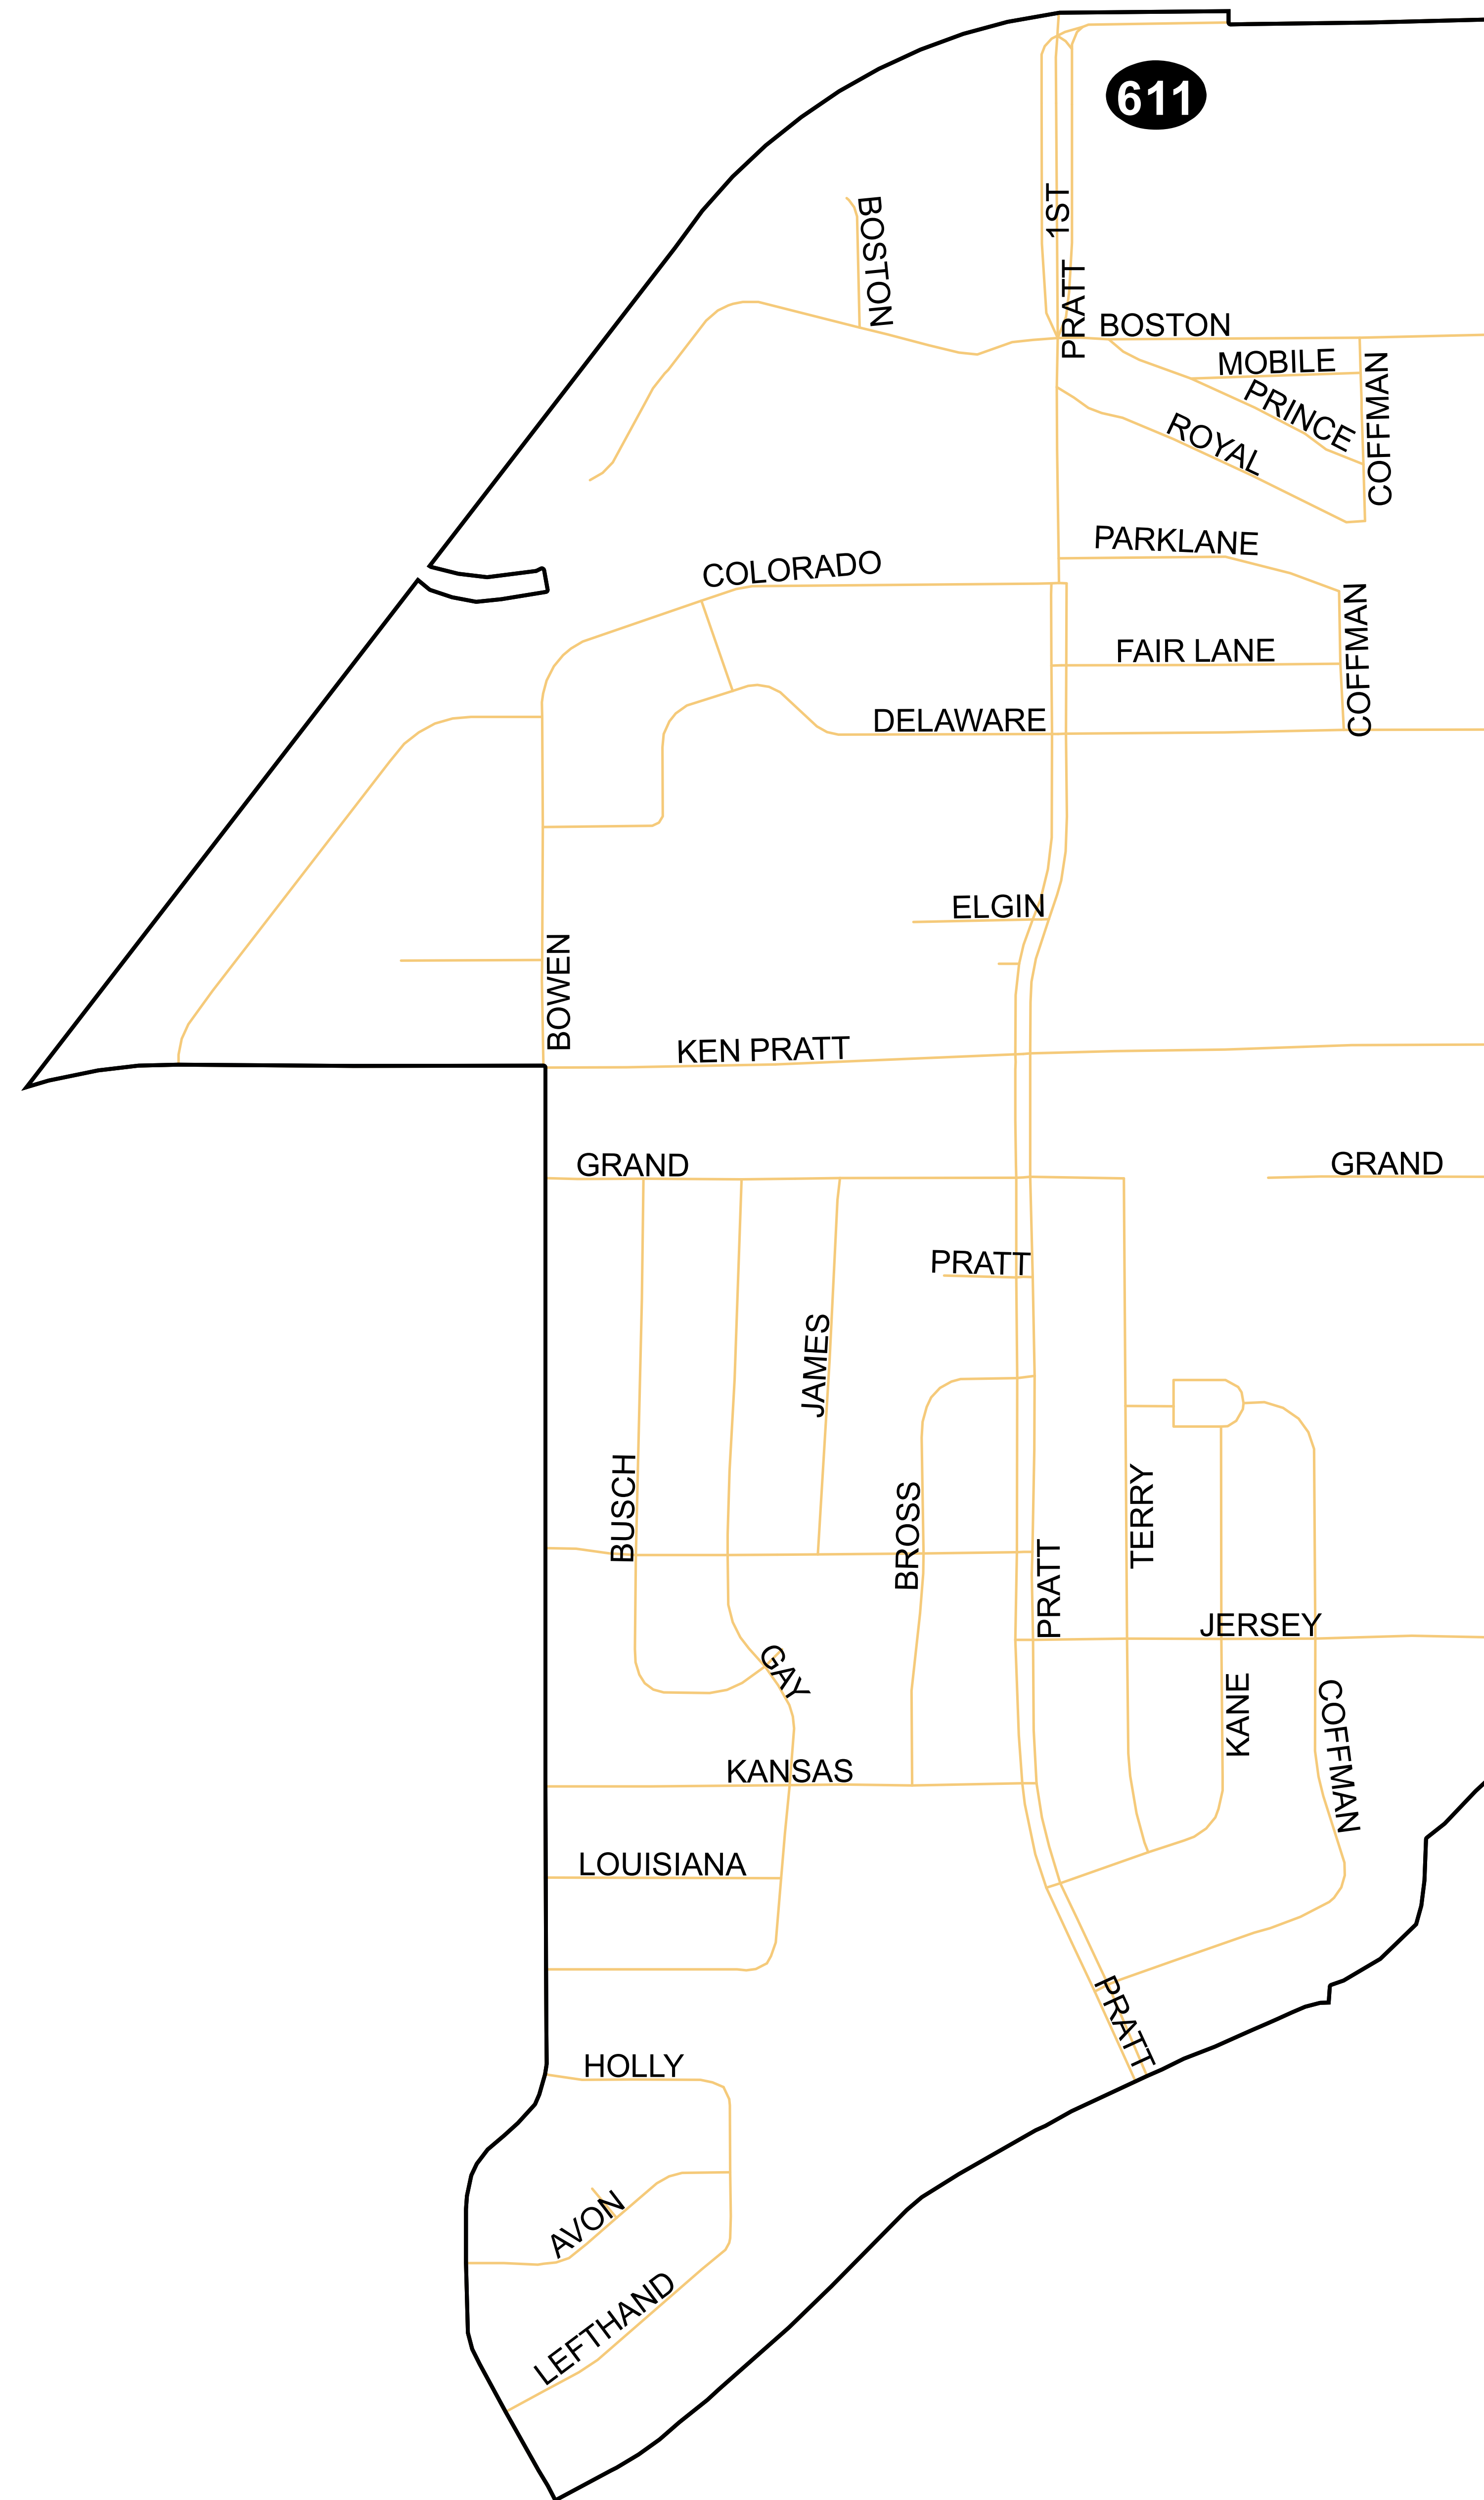 611
BOSTON
1ST
PRATT
BOSTON
MOBILE
PRINCE
COFFMAN
ROYAL
PARKLANE
COLORADO
COFFMAN
FAIR LANE
DELAWARE
ELGIN
BOWEN
KEN PRATT
GRAND
GRAND
PRATT
JAMES
BUSCH
BROSS
TERRY
PRATT
JERSEY
GAY
KANE
COFFMAN
KANSAS
LOUISIANA
PRATT
HOLLY
AVON
LEFTHAND